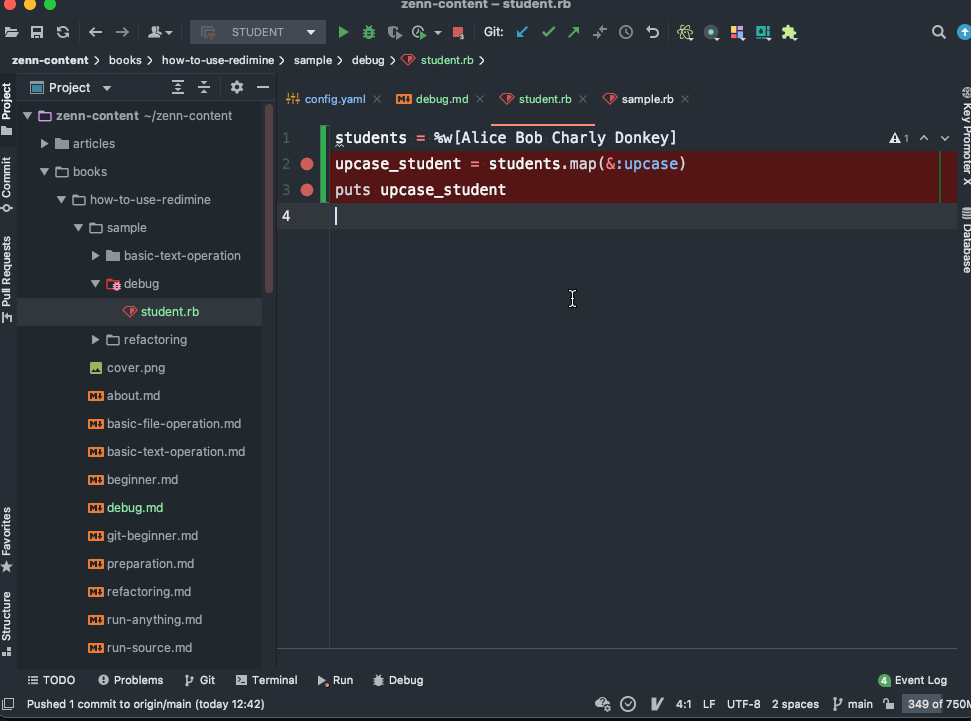 zenn-content – student.rb
STUDENT
Git:
zenn-content
books
how-to-use-redimine
sample
debug
student.rb
Project
Project
config.yaml
debug.md
student.rb
sample.rb
zenn-content ~/zenn-content
articles
books
how-to-use-redimine
sample
basic-text-operation
debug
student.rb
refactoring
cover.png
about.md
basic-file-operation.md
basic-text-operation.md
beginner.md
debug.md
git-beginner.md
preparation.md
refactoring.md
run-anything.md
run-source.md
Commit
Pull Requests
Favorites
Structure
1 students = %w[Alice Bob Charly Donkey]
1
2 upcase_student = students.map(&:upcase)
3 puts upcase_student
4
Key Promoter X
Database
TODO
Problems
Git
Terminal
Run
Debug
4 Event Log
Pushed 1 commit to origin/main (today 12:42)
4:1
LF
UTF-8
2 spaces
main
349 of 750M